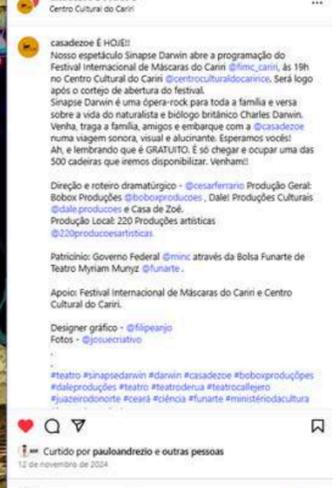 Centro Cultural do Cariri
casadezoe É HOJE!!
Nosso espetáculo Sinapse Darwin abre a programação do
Festival Internacional de Máscaras do Cariri @fimc_cariri, às 19h
no Centro Cultural do Cariri @centroculturaldocaririce. Será logo
após o cortejo de abertura do festival.
Sinapse Darwin é uma ópera-rock para toda a família e versa
sobre a vida do naturalista e biólogo britânico Charles Darwin.
Venha, traga a família, amigos e embarque com a @casadezoe
numa viagem sonora, visual e alucinante. Esperamos vocês!
Ah, e lembrando que é GRATUITO. É só chegar e ocupar uma das
500 cadeiras que iremos disponibilizar. Venham!!
Direção e roteiro dramatúrgico - @cesarferrario Produção Geral:
Bobox Produções @boboxproducoes , Dale! Produções Culturais
@dale.producoes e Casa de Zoé.
Produção Local: 220 Produções artísticas
@220producoesartisticas
Patricínio: Governo Federal @minc através da Bolsa Funarte de
Teatro Myriam Munyz @funarte .
Apoio: Festival Internacional de Máscaras do Cariri e Centro
Cultural do Cariri.
Designer gráfico - @filipeanjo
Fotos - @josuecriativo
.
.
#teatro #sinapsedarwin #darwin #casadezoe #boboxproduçôpes
#daleproduções #teatro #teatroderua #teatrocallejero
#juazeirodonorte #ceará #ciência #funarte #ministériodacultura
Curtido por pauloandrezio e outras pessoas
12 de novembro de 2024